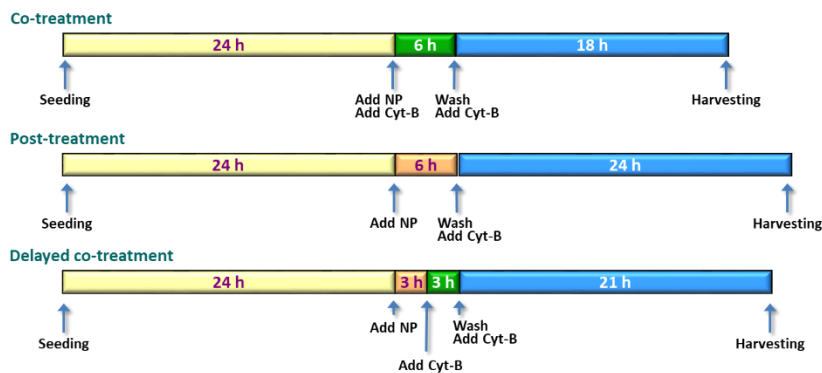 Co-treatment
24 h 6 h 18 h
Seeding Add NP Wash Harvesting
Add Cyt-B Add Cyt-B
Post-treatment
24 h 6 h 24 h
Seeding Add NP Wash Harvesting
Add Cyt-B
Delayed co-treatment
24 h 3 h 3 h 21 h
Add NP Wash
Seeding Add Cyt-B Harvesting
Add Cyt-B